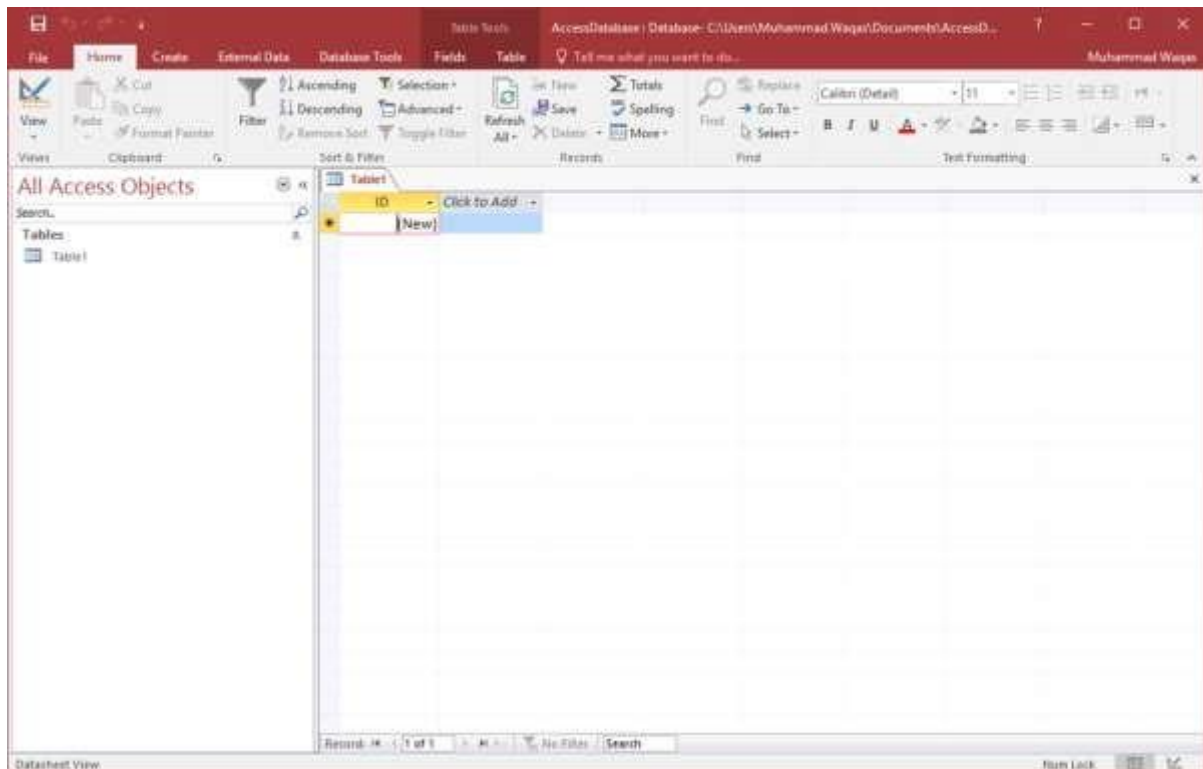 Table Tools AccessDatabase : Database- C:\Users\Muhammad Waqas\Documents\AccessD... ?
File Home Create External Data Database Tools Fields Table Tell me what you want to do... Muhammad Waqas
View Paste Cut Copy Format Painter
Filter Ascending Descending Remove Sort Selection Advanced Toggle Filter
Refresh All New Save Delete Totals Spelling More
Find Replace Go To Select
Calibri (Detail) 11
B I U A
Views Clipboard Sort & Filter Records Find Text Formatting
All Access Objects
Search..
Tables
Table1
Table1
ID Click to Add
(New)
Record: 1 of 1 No Filter Search
Datasheet View Num Lock